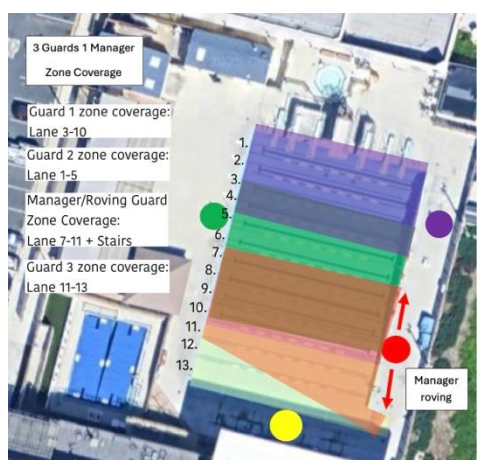 3 Guards 1 Manager
Zone Coverage
Guard 1 zone coverage:
Lane 3-10
Guard 2 zone coverage:
Lane 1-5
Manager/Roving Guard
Zone Coverage:
Lane 7-11 + Stairs
Guard 3 zone coverage:
Lane 11-13
1.
2.
3.
4.
5.
6.
7.
8.
9.
10.
11.
12.
13.
Manager
roving